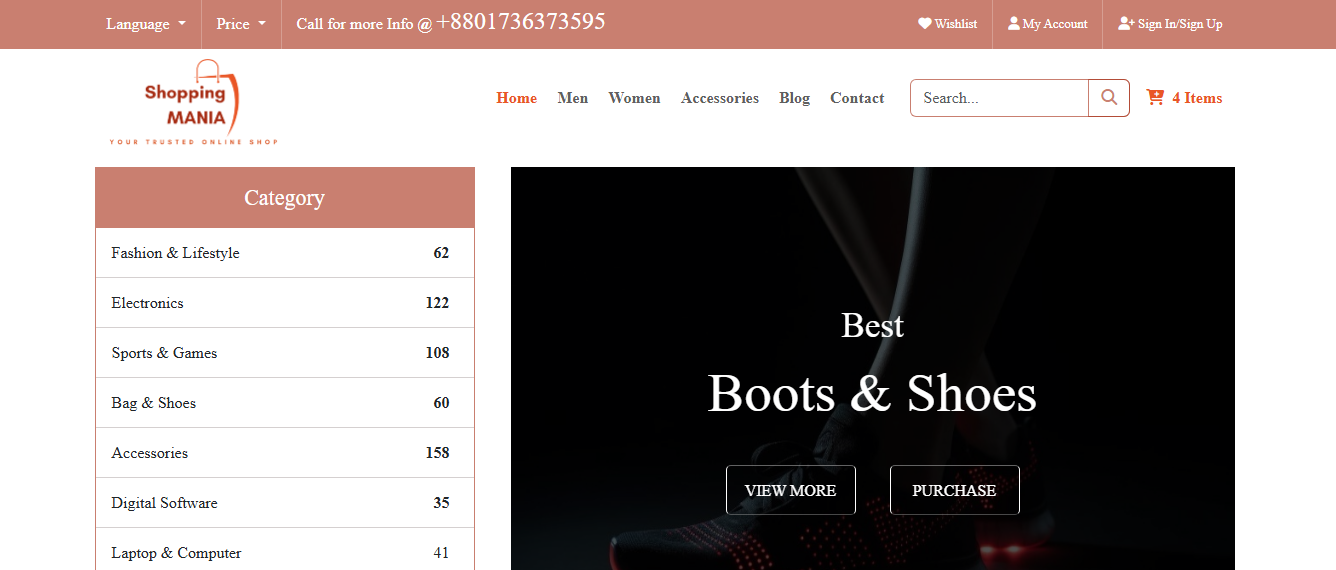 Language Price Call for more Info @ +8801736373595 Wishlist My Account Sign In/Sign Up
Shopping
MANIA
YOUR TRUSTED ONLINE SHOP
Home Men Women Accessories Blog Contact Search... 4 Items
Category
Fashion & Lifestyle 62
Electronics 122
Sports & Games 108
Bag & Shoes 60
Accessories 158
Digital Software 35
Laptop & Computer 41
Best
Boots & Shoes
VIEW MORE PURCHASE